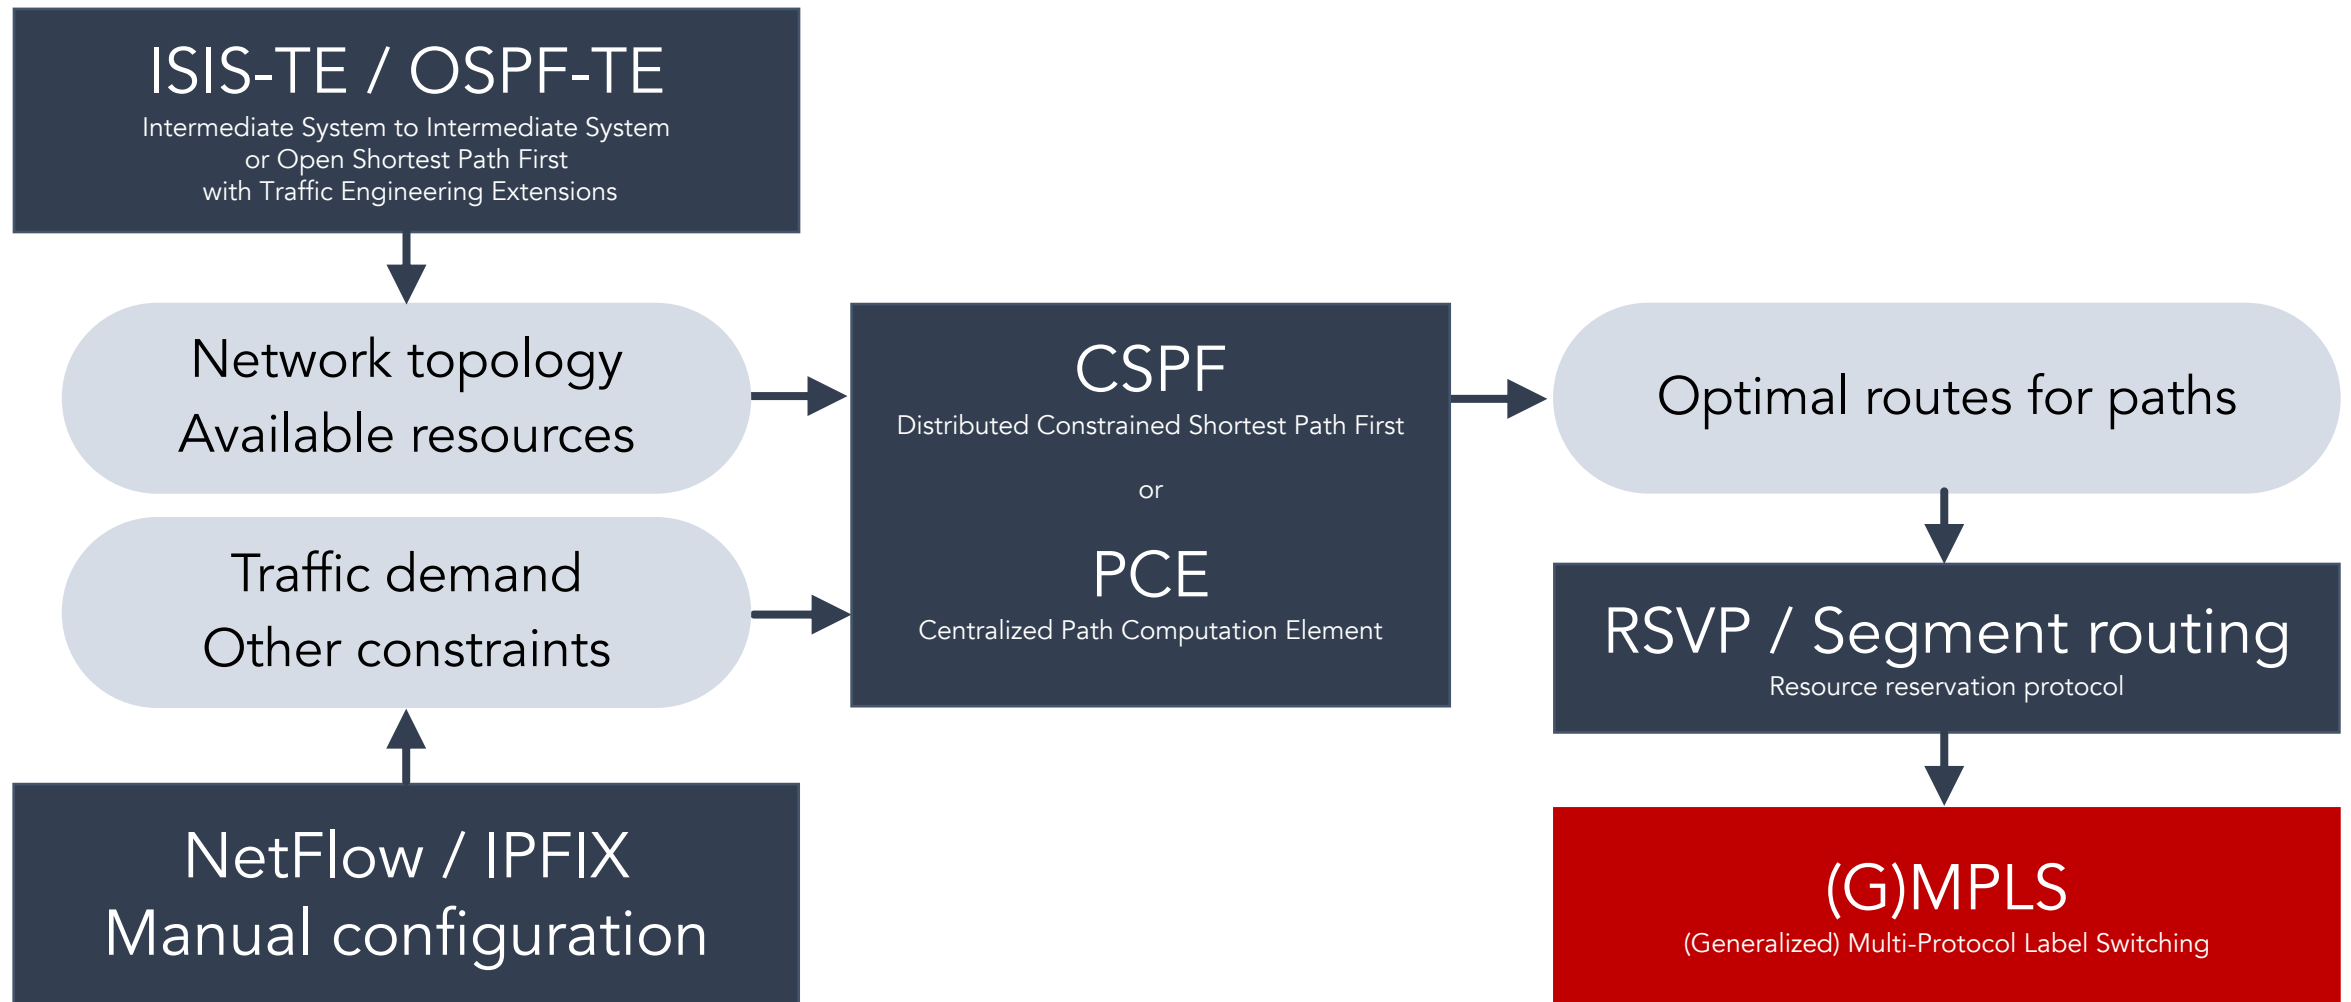 ISIS-TE / OSPF-TE
Intermediate System to Intermediate System
or Open Shortest Path First
with Traffic Engineering Extensions
Network topology
Available resources
Traffic demand
Other constraints
NetFlow / IPFIX
Manual configuration
CSPF
Distributed Constrained Shortest Path First
or
PCE
Centralized Path Computation Element
Optimal routes for paths
RSVP / Segment routing
Resource reservation protocol
(G)MPLS
(Generalized) Multi-Protocol Label Switching